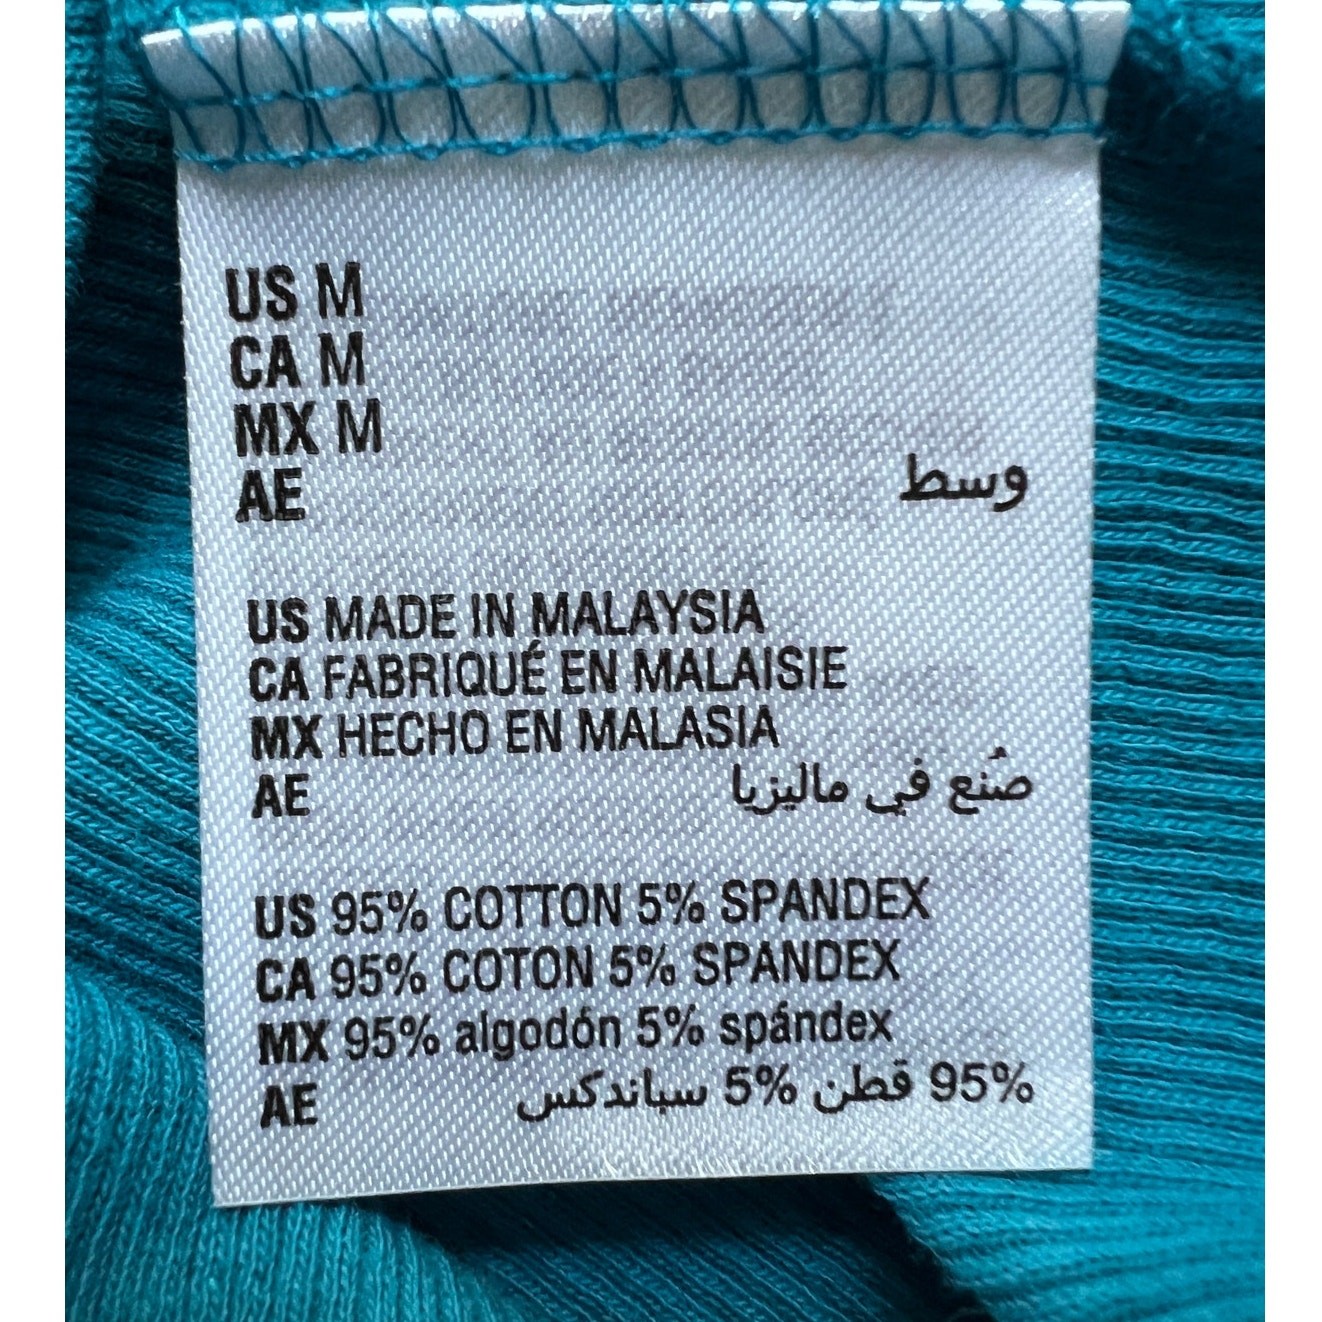 US M
CA M
MX M
AE وسط
US MADE IN MALAYSIA
CA FABRIQUÉ EN MALAISIE
MX HECHO EN MALASIA
AE صُنع في ماليزيا
US 95% COTTON 5% SPANDEX
CA 95% COTON 5% SPANDEX
MX 95% algodón 5% spándex
AE 95% قطن 5% سباندكس